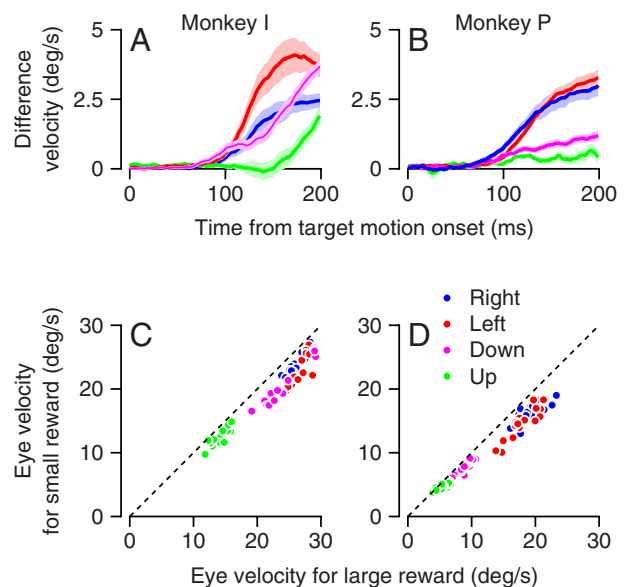 Monkey I
Monkey P
A
B
Difference
velocity (deg/s)
5
2.5
0
5
2.5
0
0
100
200
0
100
200
Time from target motion onset (ms)
C
D
Right
Left
Down
Up
Eye velocity
for small reward (deg/s)
30
20
10
0
30
20
10
0
0
10
20
30
0
10
20
30
Eye velocity for large reward (deg/s)